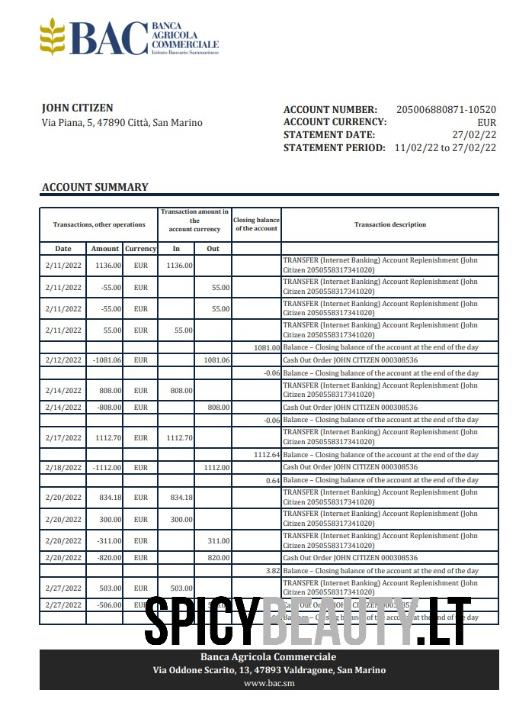 BAC BANCA
AGRICOLA
COMMERCIALE
Istituto Bancario Sammarinese
JOHN CITIZEN
Via Piana, 5, 47890 Città, San Marino
ACCOUNT NUMBER: 205006880871-10520
ACCOUNT CURRENCY: EUR
STATEMENT DATE: 27/02/22
STATEMENT PERIOD: 11/02/22 to 27/02/22
ACCOUNT SUMMARY
Transactions, other operations
Transaction amount in
the
account currency
Closing balance
of the account
Transaction description
Date Amount Currency In Out
2/11/2022 1136.00 EUR 1136.00 TRANSFER (Internet Banking) Account Replenishment (John
Citizen 2050558317341020)
2/11/2022 -55.00 EUR 55.00 TRANSFER (Internet Banking) Account Replenishment (John
Citizen 2050558317341020)
2/11/2022 -55.00 EUR 55.00 TRANSFER (Internet Banking) Account Replenishment (John
Citizen 2050558317341020)
2/11/2022 55.00 EUR 55.00 TRANSFER (Internet Banking) Account Replenishment (John
Citizen 2050558317341020)
1081.00 Balance – Closing balance of the account at the end of the day
2/12/2022 -1081.06 EUR 1081.06 Cash Out Order JOHN CITIZEN 000308536
-0.06 Balance – Closing balance of the account at the end of the day
2/14/2022 808.00 EUR 808.00 TRANSFER (Internet Banking) Account Replenishment (John
Citizen 2050558317341020)
2/14/2022 -808.00 EUR 808.00 Cash Out Order JOHN CITIZEN 000308536
-0.06 Balance – Closing balance of the account at the end of the day
2/17/2022 1112.70 EUR 1112.70 TRANSFER (Internet Banking) Account Replenishment (John
Citizen 2050558317341020)
1112.64 Balance – Closing balance of the account at the end of the day
2/18/2022 -1112.00 EUR 1112.00 Cash Out Order JOHN CITIZEN 000308536
0.64 Balance – Closing balance of the account at the end of the day
2/20/2022 834.18 EUR 834.18 TRANSFER (Internet Banking) Account Replenishment (John
Citizen 2050558317341020)
2/20/2022 300.00 EUR 300.00 TRANSFER (Internet Banking) Account Replenishment (John
Citizen 2050558317341020)
2/20/2022 -311.00 EUR 311.00 TRANSFER (Internet Banking) Account Replenishment (John
Citizen 2050558317341020)
2/20/2022 -820.00 EUR 820.00 Cash Out Order JOHN CITIZEN 000308536
3.82 Balance – Closing balance of the account at the end of the day
2/27/2022 503.00 EUR 503.00 TRANSFER (Internet Banking) Account Replenishment (John
Citizen 2050558317341020)
2/27/2022 -506.00 EUR Cash Out Order JOHN CITIZEN
of the account at the end of the day
SPICYBEAUTY.LT
Banca Agricola Commerciale
Via Oddone Scarito, 13, 47893 Valdragone, San Marino
www.bac.sm